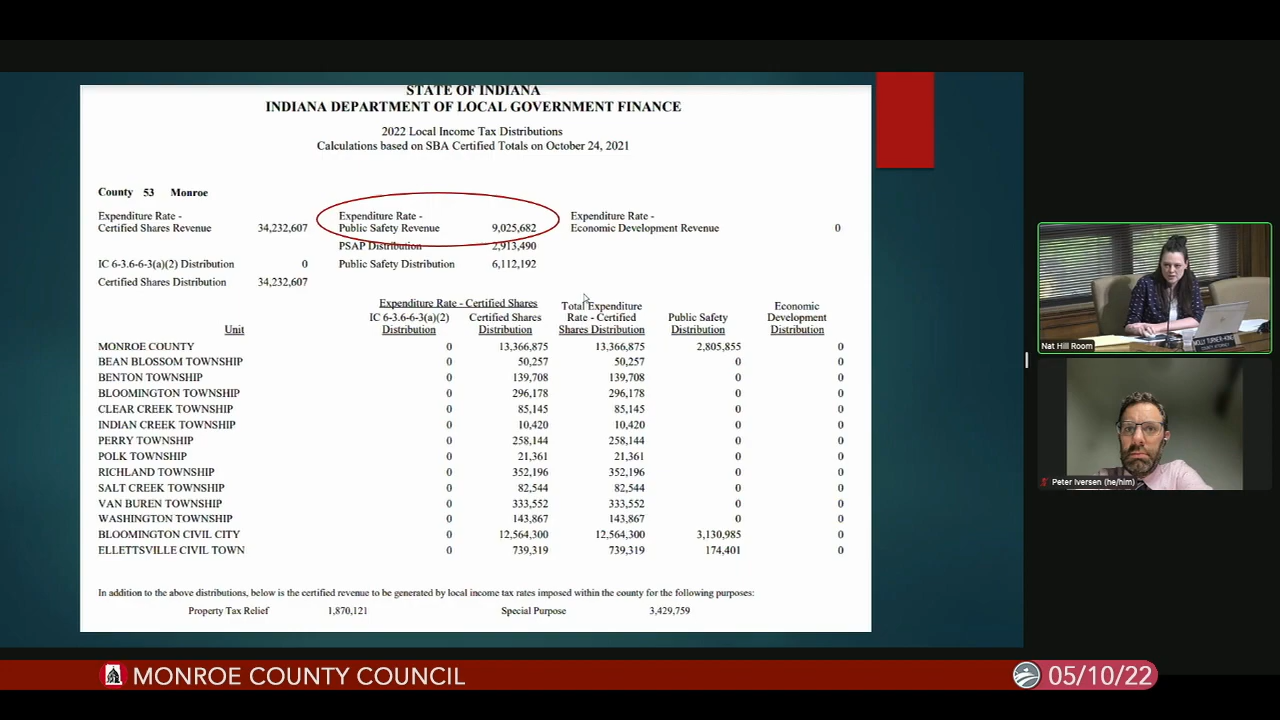 STATE OF INDIANA
INDIANA DEPARTMENT OF LOCAL GOVERNMENT FINANCE
2022 Local Income Tax Distributions
Calculations based on SBA Certified Totals on October 24, 2021
County 53 Monroe
Expenditure Rate - Expenditure Rate - Expenditure Rate -
Certified Shares Revenue 34,232,607 Public Safety Revenue 9,025,682 Economic Development Revenue 0
PSAP Distribution 2,913,490
IC 6-3.6-6-3(a)(2) Distribution 0 Public Safety Distribution 6,112,192
Certified Shares Distribution 34,232,607
Expenditure Rate - Certified Shares Total Expenditure Economic
IC 6-3.6-6-3(a)(2) Certified Shares Rate - Certified Public Safety Development
Unit Distribution Distribution Shares Distribution Distribution Distribution
MONROE COUNTY 0 13,366,875 13,366,875 2,805,855 0
BEAN BLOSSOM TOWNSHIP 0 50,257 50,257 0 0
BENTON TOWNSHIP 0 139,708 139,708 0 0
BLOOMINGTON TOWNSHIP 0 296,178 296,178 0 0
CLEAR CREEK TOWNSHIP 0 85,145 85,145 0 0
INDIAN CREEK TOWNSHIP 0 10,420 10,420 0 0
PERRY TOWNSHIP 0 258,144 258,144 0 0
POLK TOWNSHIP 0 21,361 21,361 0 0
RICHLAND TOWNSHIP 0 352,196 352,196 0 0
SALT CREEK TOWNSHIP 0 82,544 82,544 0 0
VAN BUREN TOWNSHIP 0 333,552 333,552 0 0
WASHINGTON TOWNSHIP 0 143,867 143,867 0 0
BLOOMINGTON CIVIL CITY 0 12,564,300 12,564,300 3,130,985 0
ELLETTSVILLE CIVIL TOWN 0 739,319 739,319 174,401 0
In addition to the above distributions, below is the certified revenue to be generated by local income tax rates imposed within the county for the following purposes:
Property Tax Relief 1,870,121 Special Purpose 3,429,759
MOLLY TURNER-KING
COUNTY ATTORNEY
Nat Hill Room
Peter Iversen (he/him)
MONROE COUNTY COUNCIL
05/10/22